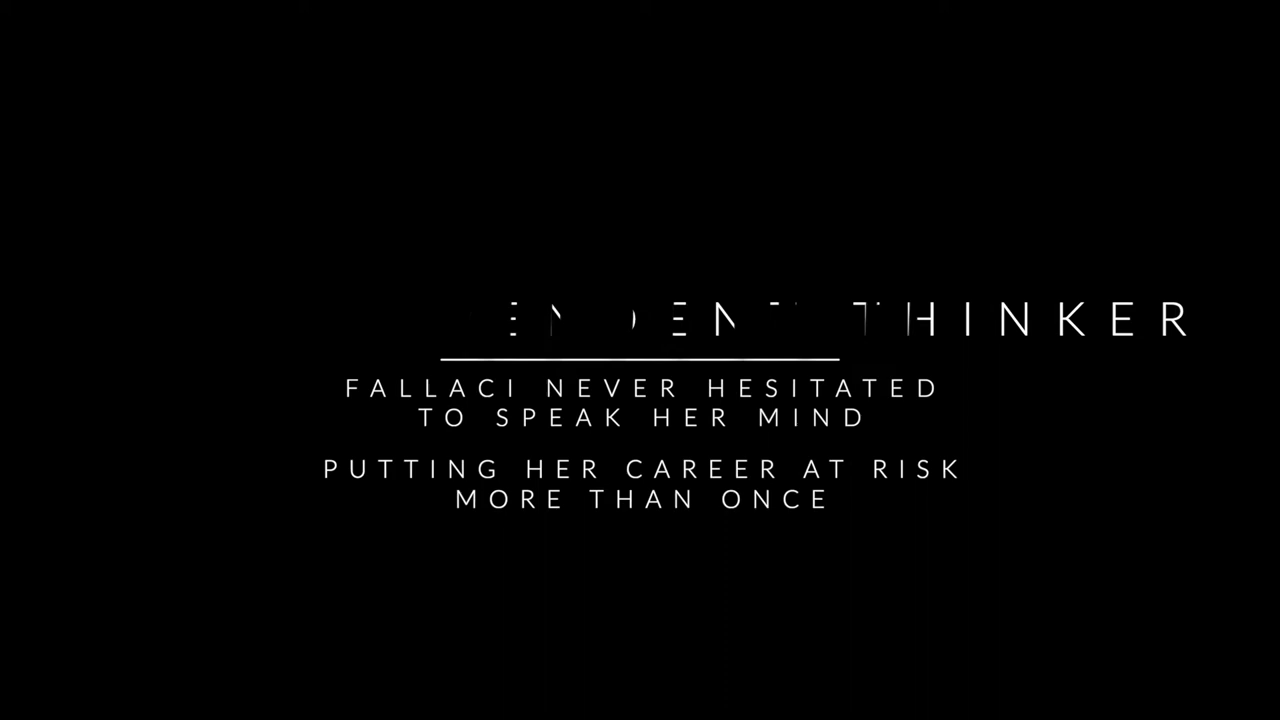 THINKER
FALLACI NEVER HESITATED
TO SPEAK HER MIND
PUTTING HER CAREER AT RISK
MORE THAN ONCE